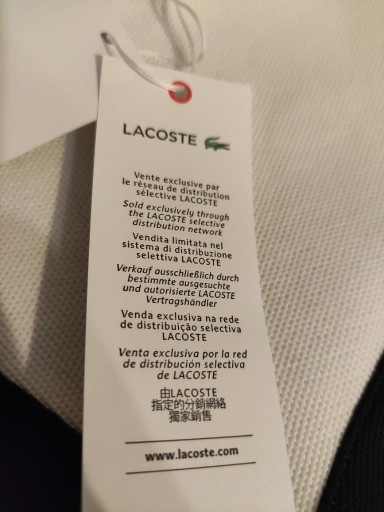 LACOSTE
Vente exclusive par
le réseau de distribution
sélective LACOSTE
Sold exclusively through
the LACOSTE selective
distribution network
Vendita limitata nel
sistema di distribuzione
selettiva LACOSTE
Verkauf ausschließlich durch
bestimmte ausgesuchte
und autorisierte LACOSTE
Vertragshändler
Venda exclusiva na rede
de distribuição selectiva
LACOSTE
Venta exclusiva por la red
de distribución selectiva
de LACOSTE
由LACOSTE
指定的分銷網絡
獨家銷售
www.lacoste.com